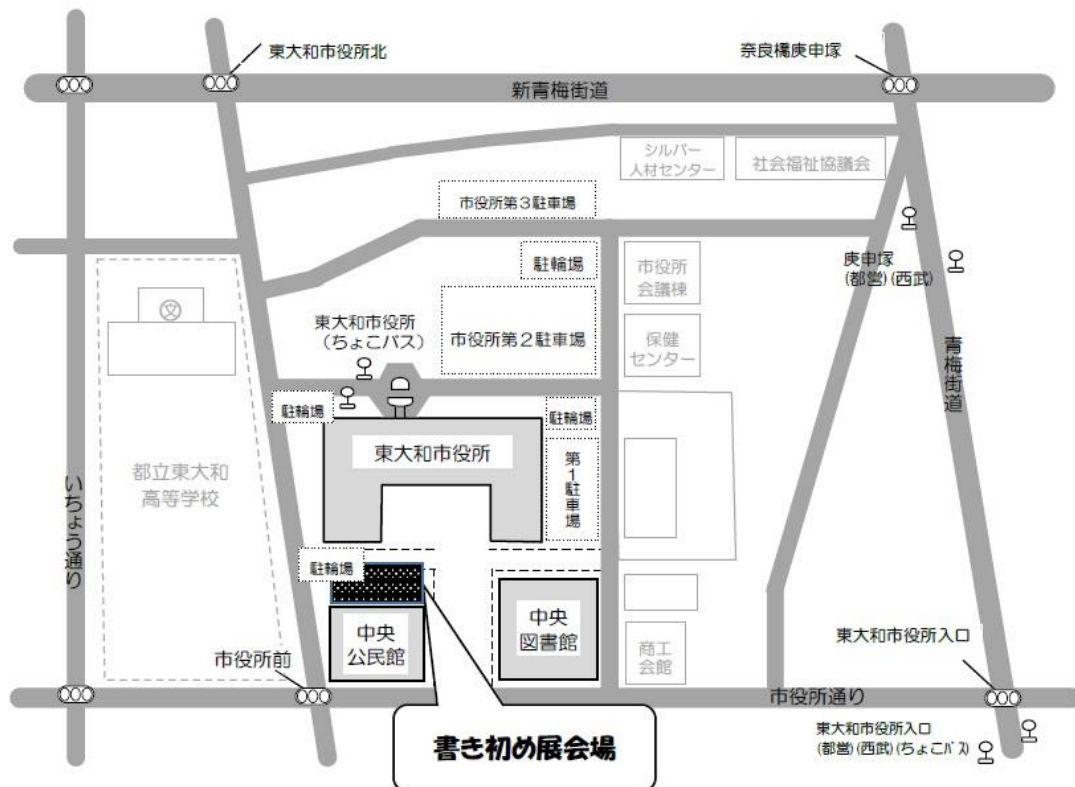 東大和市役所北
奈良橋庚申塚
新青梅街道
シルバー
人材センター
社会福祉協議会
市役所第3駐車場
駐輪場
市役所
会議棟
庚申塚
(都営)(西武)
文
東大和市役所
(ちょこバス)
市役所第2駐車場
保健
センター
青梅街道
駐輪場
駐輪場
東大和市役所
第1駐車場
都立東大和
高等学校
いちょう通り
駐輪場
中央
公民館
中央
図書館
商工
会館
東大和市役所入口
市役所前
市役所通り
書き初め展会場
東大和市役所入口
(都営)(西武)(ちょこバス)